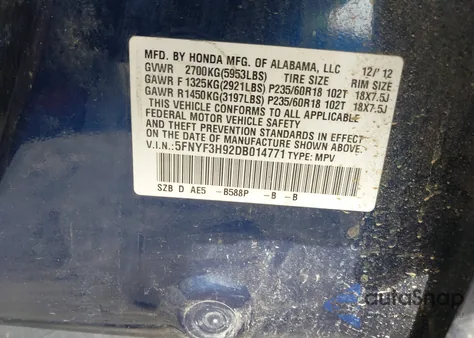 MFD. BY HONDA MFG. OF ALABAMA, LLC 12/'12
GVWR 2700KG(5953LBS) TIRE SIZE RIM SIZE
GAWR F 1325KG(2921LBS) P235/60R18 102T 18X7.5J
GAWR R1450KG(3197LBS) P235/60R18 102T 18X7.5J
THIS VEHICLE CONFORMS TO ALL APPLICABLE FEDERAL
MOTOR VEHICLE SAFETY AND THEFT PREVENTION STANDARDS IN EFFECT
ON THE DATE OF MANUFACTURE SHOWN ABOVE.
V.I.N.:5FNYF3H92DB014771 TYPE: MPV
SZB D AE5 -B588P -B -B
autoSnap